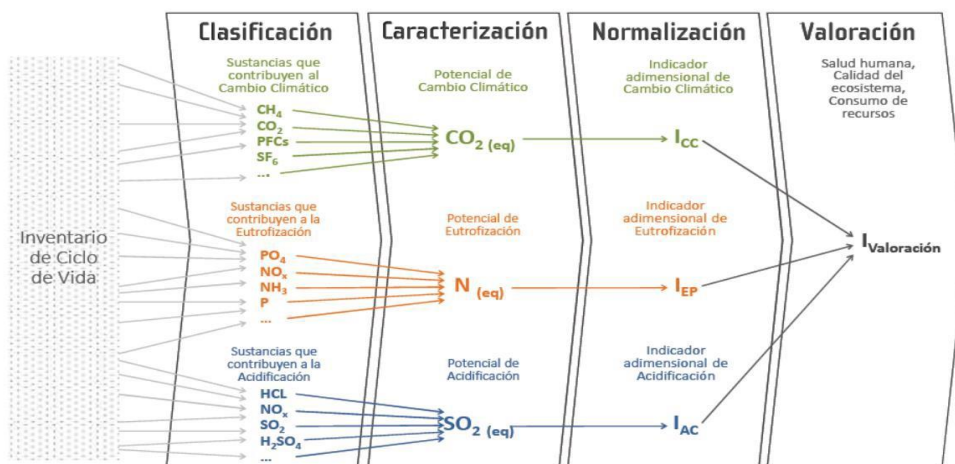 Clasificación
Caracterización
Normalización
Valoración
Inventario
de Ciclo
de Vida
Sustancias que
contribuyen al
Cambio Climático
CH4
CO2
PFCs
SF6
...
Potencial de
Cambio Climático
CO2 (eq)
Indicador
adimensional de
Cambio Climático
ICC
Salud humana,
Calidad del
ecosistema,
Consumo de
recursos
Sustancias que
contribuyen a la
Eutrofización
PO4
NOx
NH3
P
...
Potencial de
Eutrofización
N (eq)
Indicador
adimensional de
Eutrofización
IEP
IValoración
Sustancias que
contribuyen a la
Acidificación
HCL
NOx
SO2
H2SO4
...
Potencial de
Acidificación
SO2 (eq)
Indicador
adimensional de
Acidificación
IAC